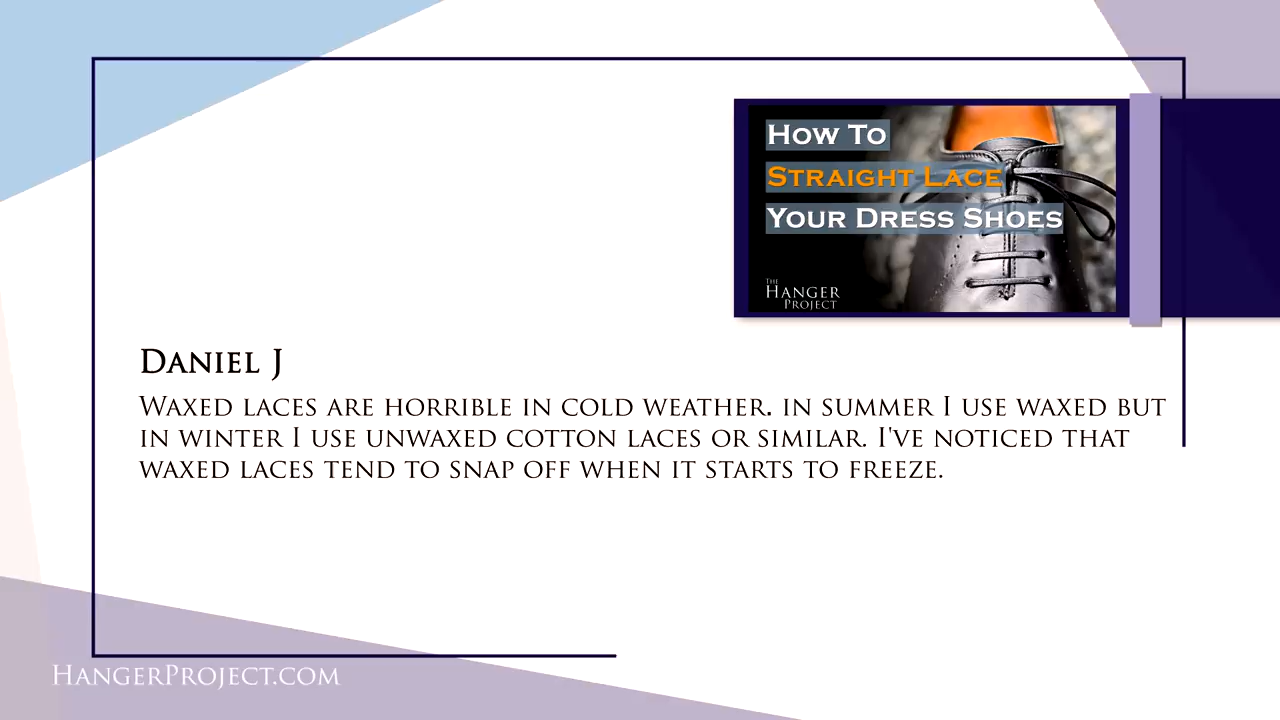 How To
Straight Lace
Your Dress Shoes
The
Hanger
Project
Daniel J
Waxed laces are horrible in cold weather. in summer I use waxed but
in winter I use unwaxed cotton laces or similar. I've noticed that
waxed laces tend to snap off when it starts to freeze.
HangerProject.com